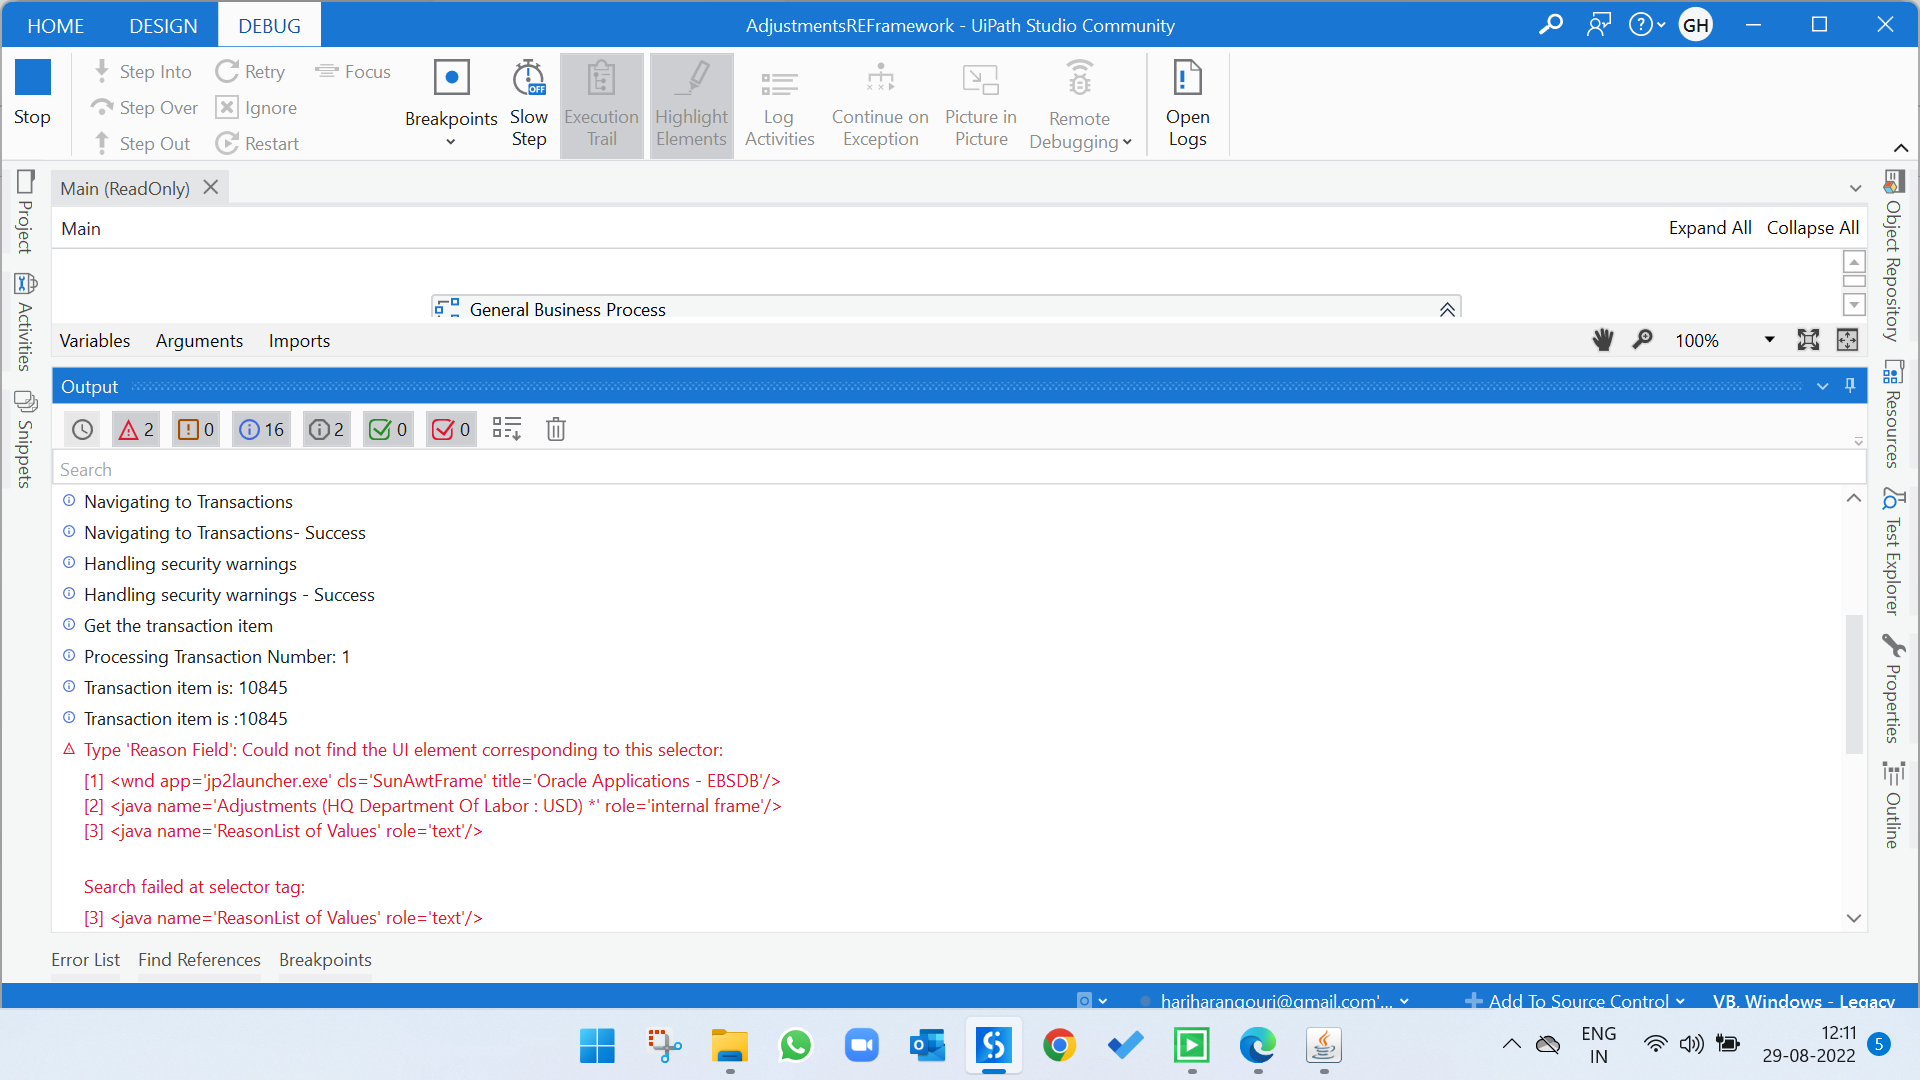 HOME DESIGN DEBUG AdjustmentsREFramework - UiPath Studio Community GH
Stop
Step Into
Step Over
Step Out
Retry
Ignore
Restart
Focus
Breakpoints
Slow
Step
OFF
Execution
Trail
Highlight
Elements
Log
Activities
Continue on
Exception
Picture in
Picture
Remote
Debugging
Open
Logs
Project
Activities
Snippets
Main (ReadOnly)
Main Expand All Collapse All
General Business Process
Variables Arguments Imports 100%
Output
2 0 16 2 0 0
Search
Navigating to Transactions
Navigating to Transactions- Success
Handling security warnings
Handling security warnings - Success
Get the transaction item
Processing Transaction Number: 1
Transaction item is: 10845
Transaction item is :10845
Type 'Reason Field': Could not find the UI element corresponding to this selector:
[1] <wnd app='jp2launcher.exe' cls='SunAwtFrame' title='Oracle Applications - EBSDB'/>
[2] <java name='Adjustments (HQ Department Of Labor : USD) *' role='internal frame'/>
[3] <java name='ReasonList of Values' role='text'/>
Search failed at selector tag:
[3] <java name='ReasonList of Values' role='text'/>
Object Repository
Resources
Test Explorer
Properties
Outline
Error List Find References Breakpoints
hariharangouri@gmail.com'... Add To Source Control VB, Windows - Legacy
ENG
IN
12:11
29-08-2022
5